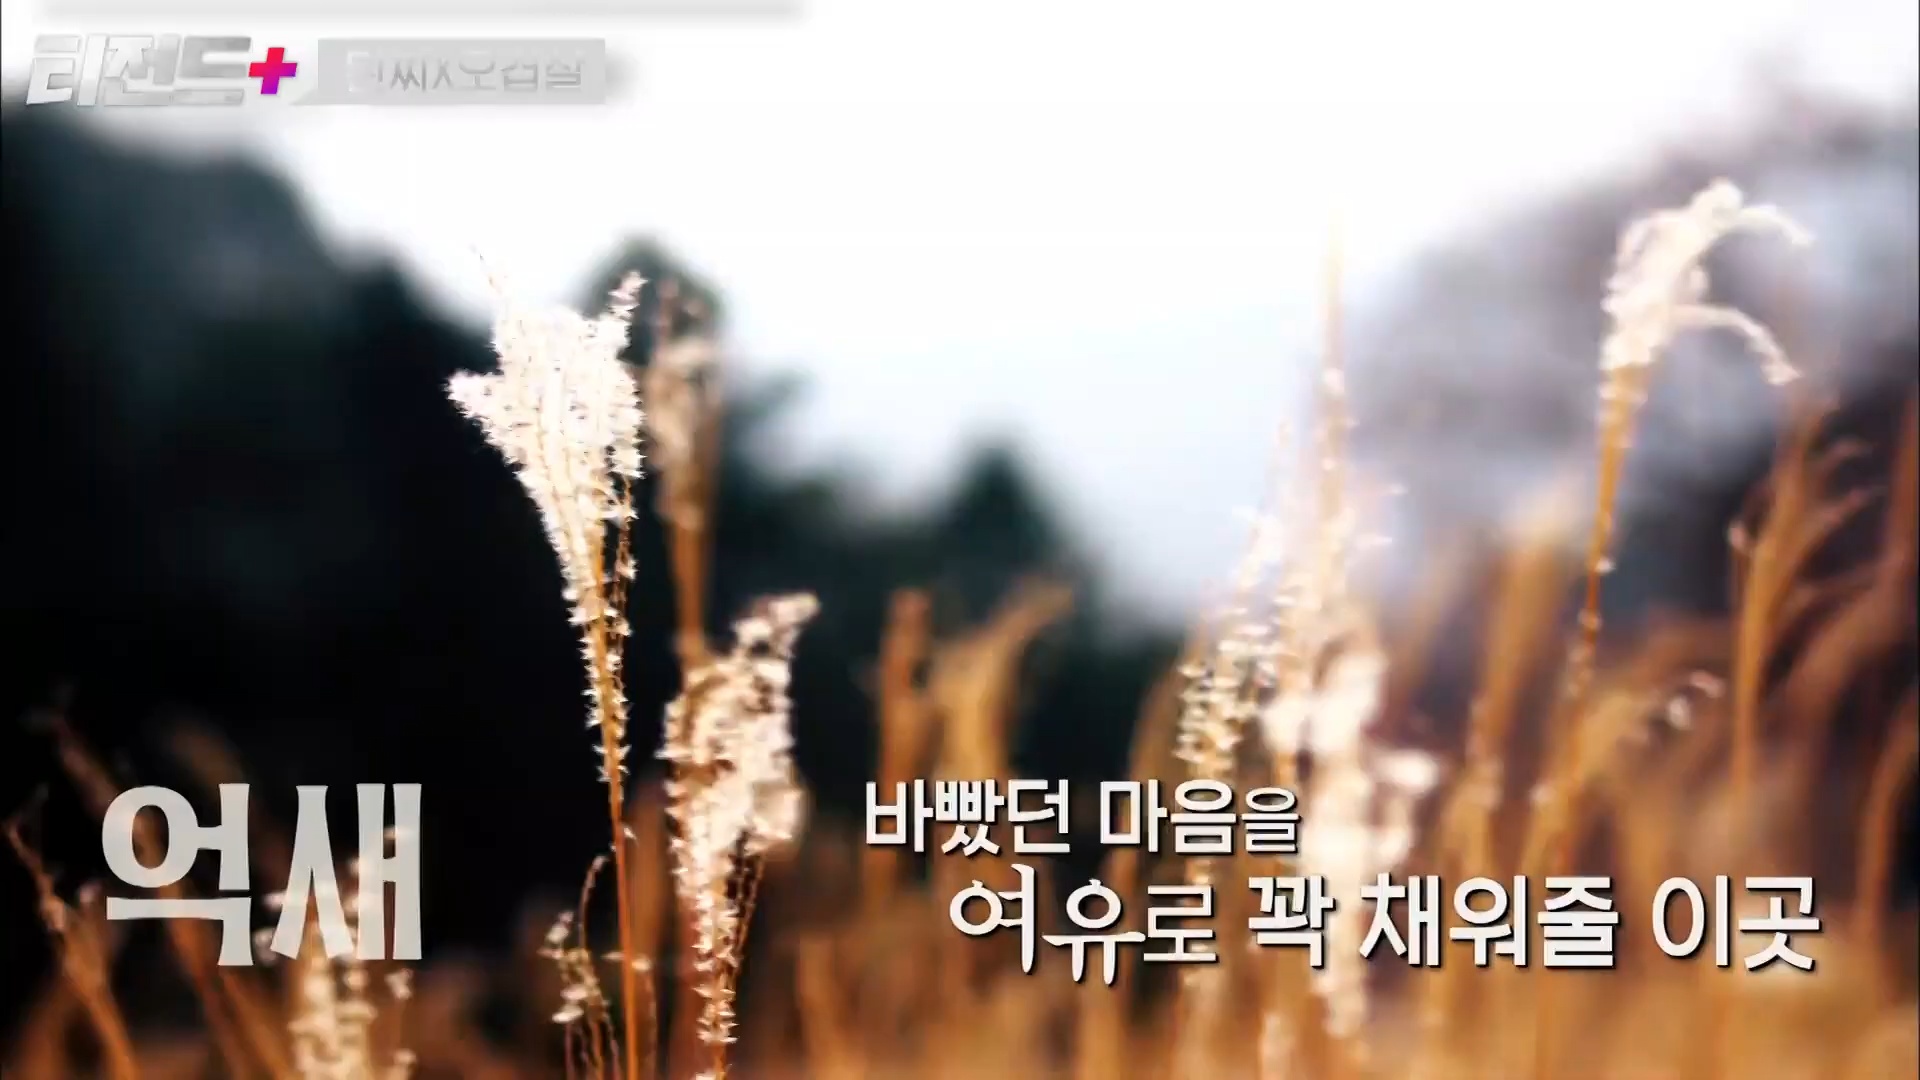 리전드+
억새
바빴던 마음을
여유로 꽉 채워줄 이곳